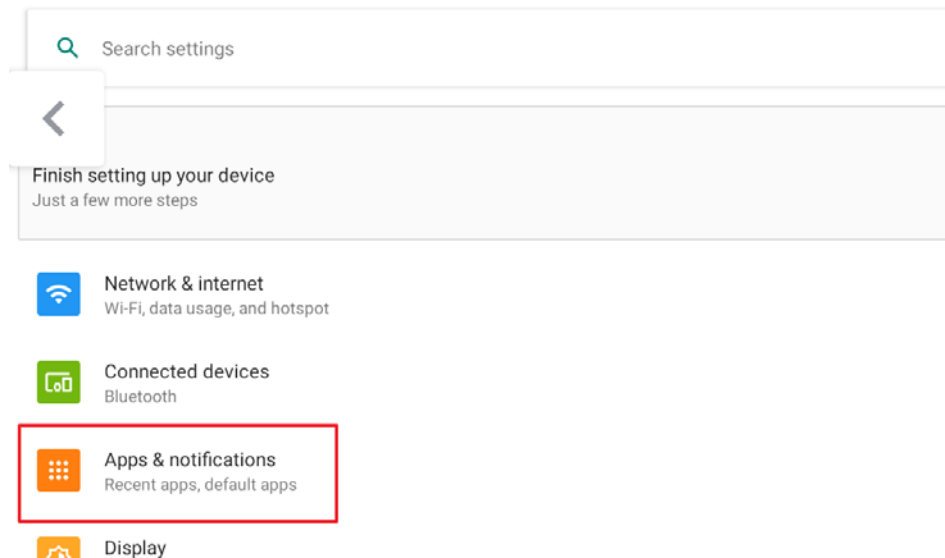 Search settings
Finish setting up your device
Just a few more steps
Network & internet
Wi-Fi, data usage, and hotspot
Connected devices
Bluetooth
Apps & notifications
Recent apps, default apps
Display